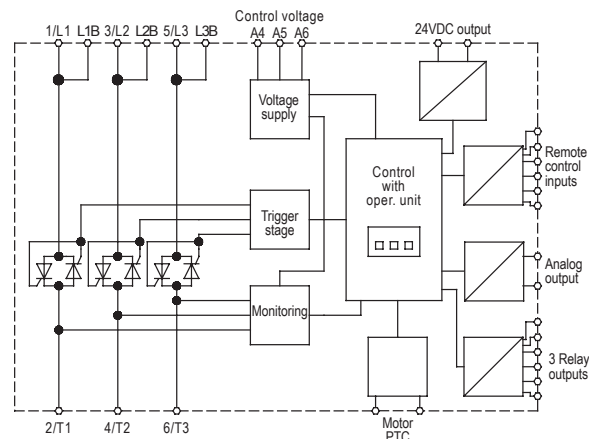 Control voltage
1/L1 L1B 3/L2 L2B 5/L3 L3B A4 A5 A6 24VDC output
Voltage
supply
Control
with
oper. unit
Remote
control
inputs
Trigger
stage
Analog
output
Monitoring
3 Relay
outputs
2/T1 4/T2 6/T3 Motor
PTC